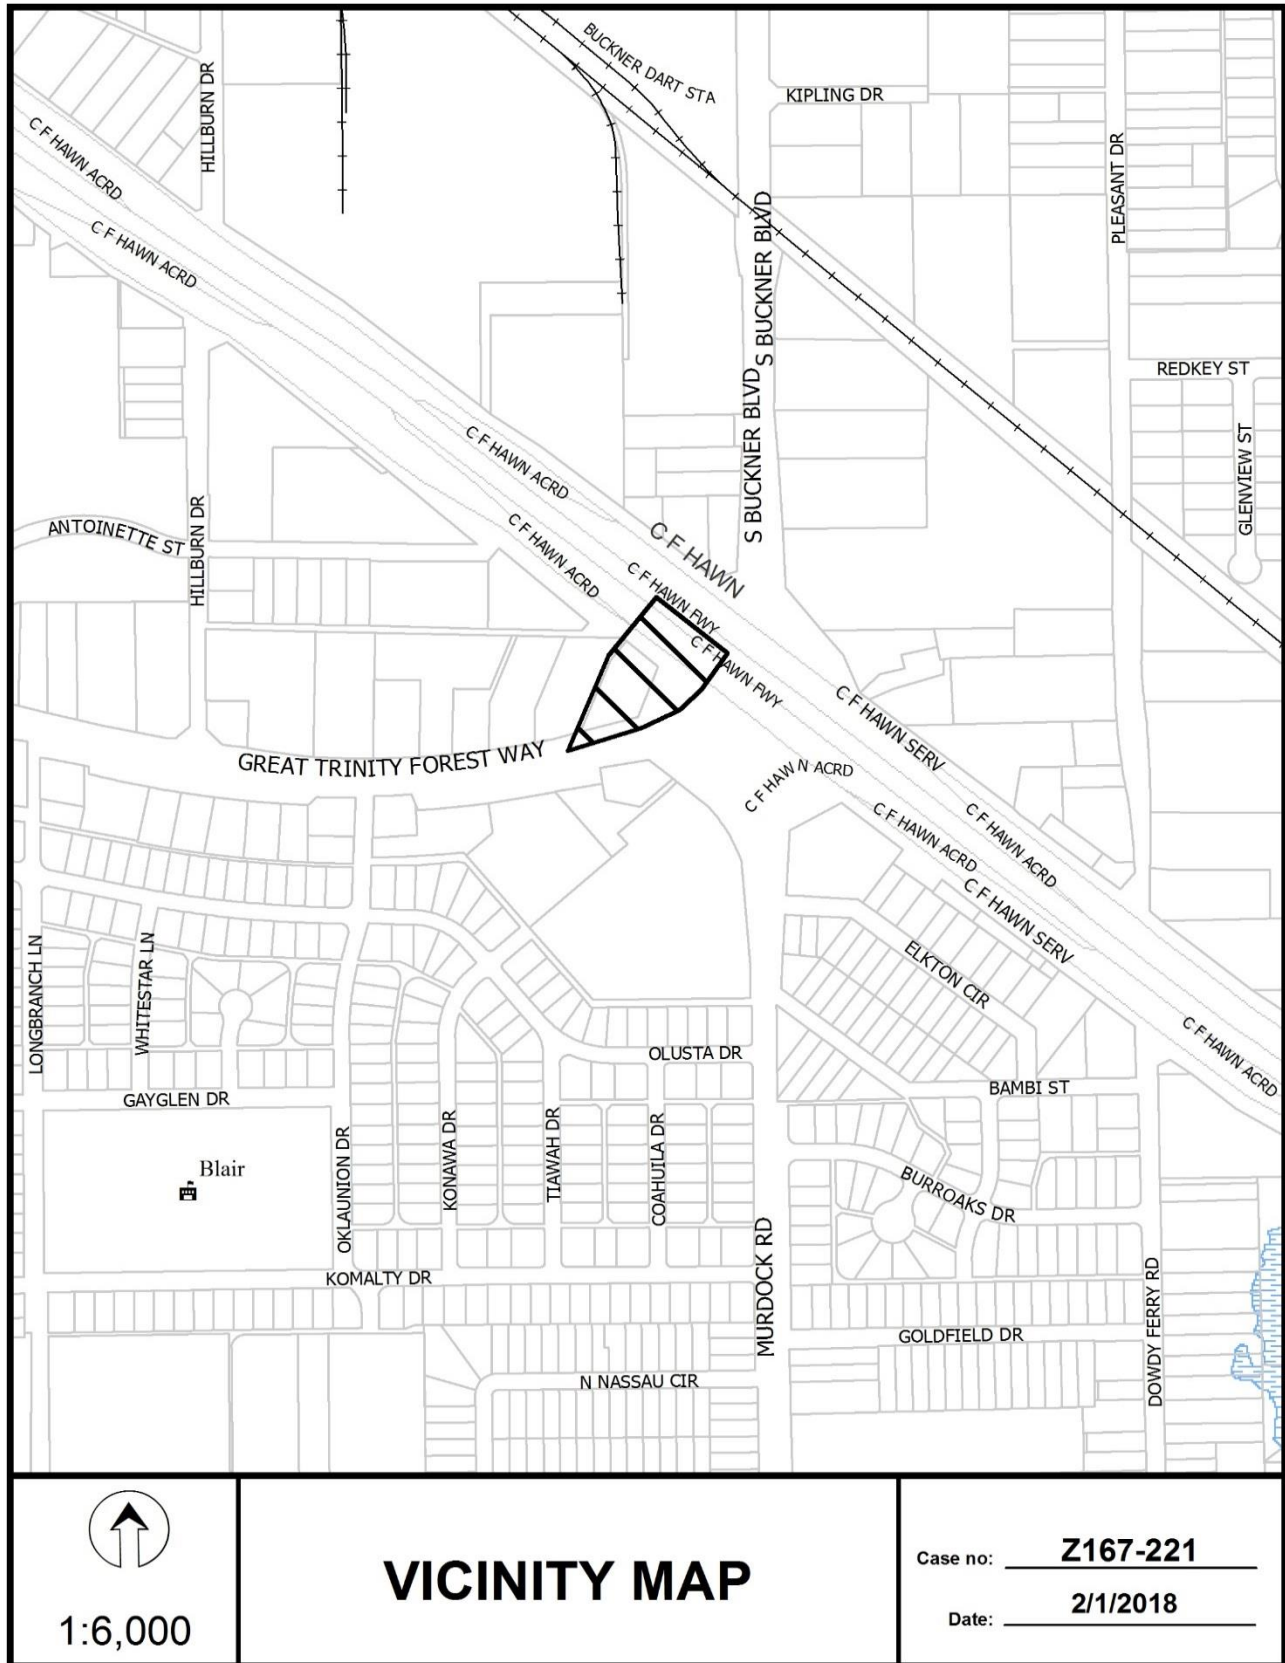 BUCKNER DART STA
HILLBURN DR
KIPLING DR
C F HAWN ACRD
PLEASANT DR
C F HAWN ACRD
S BUCKNER BLVD
REDKEY ST
S BUCKNER BLVD
GLENVIEW ST
C F HAWN ACRD
ANTOINETTE ST
HILLBURN DR
C F HAWN ACRD
C F HAWN
C F HAWN FWY
C F HAWN FWY
C F HAWN SERV
GREAT TRINITY FOREST WAY
C F HAW N ACRD
C F HAWN ACRD
C F HAWN ACRD
C F HAWN SERV
LONGBRANCH LN
WHITESTAR LN
ELKTON CIR
C F HAWN ACRD
OLUSTA DR
BAMBI ST
GAYGLEN DR
Blair
OKLAUNION DR
KONAWA DR
TIAWAH DR
COAHUILA DR
BURROAKS DR
KOMALTY DR
MURDOCK RD
GOLDFIELD DR
DOWDY FERRY RD
N NASSAU CIR
1:6,000
VICINITY MAP
Case no: Z167-221
Date: 2/1/2018